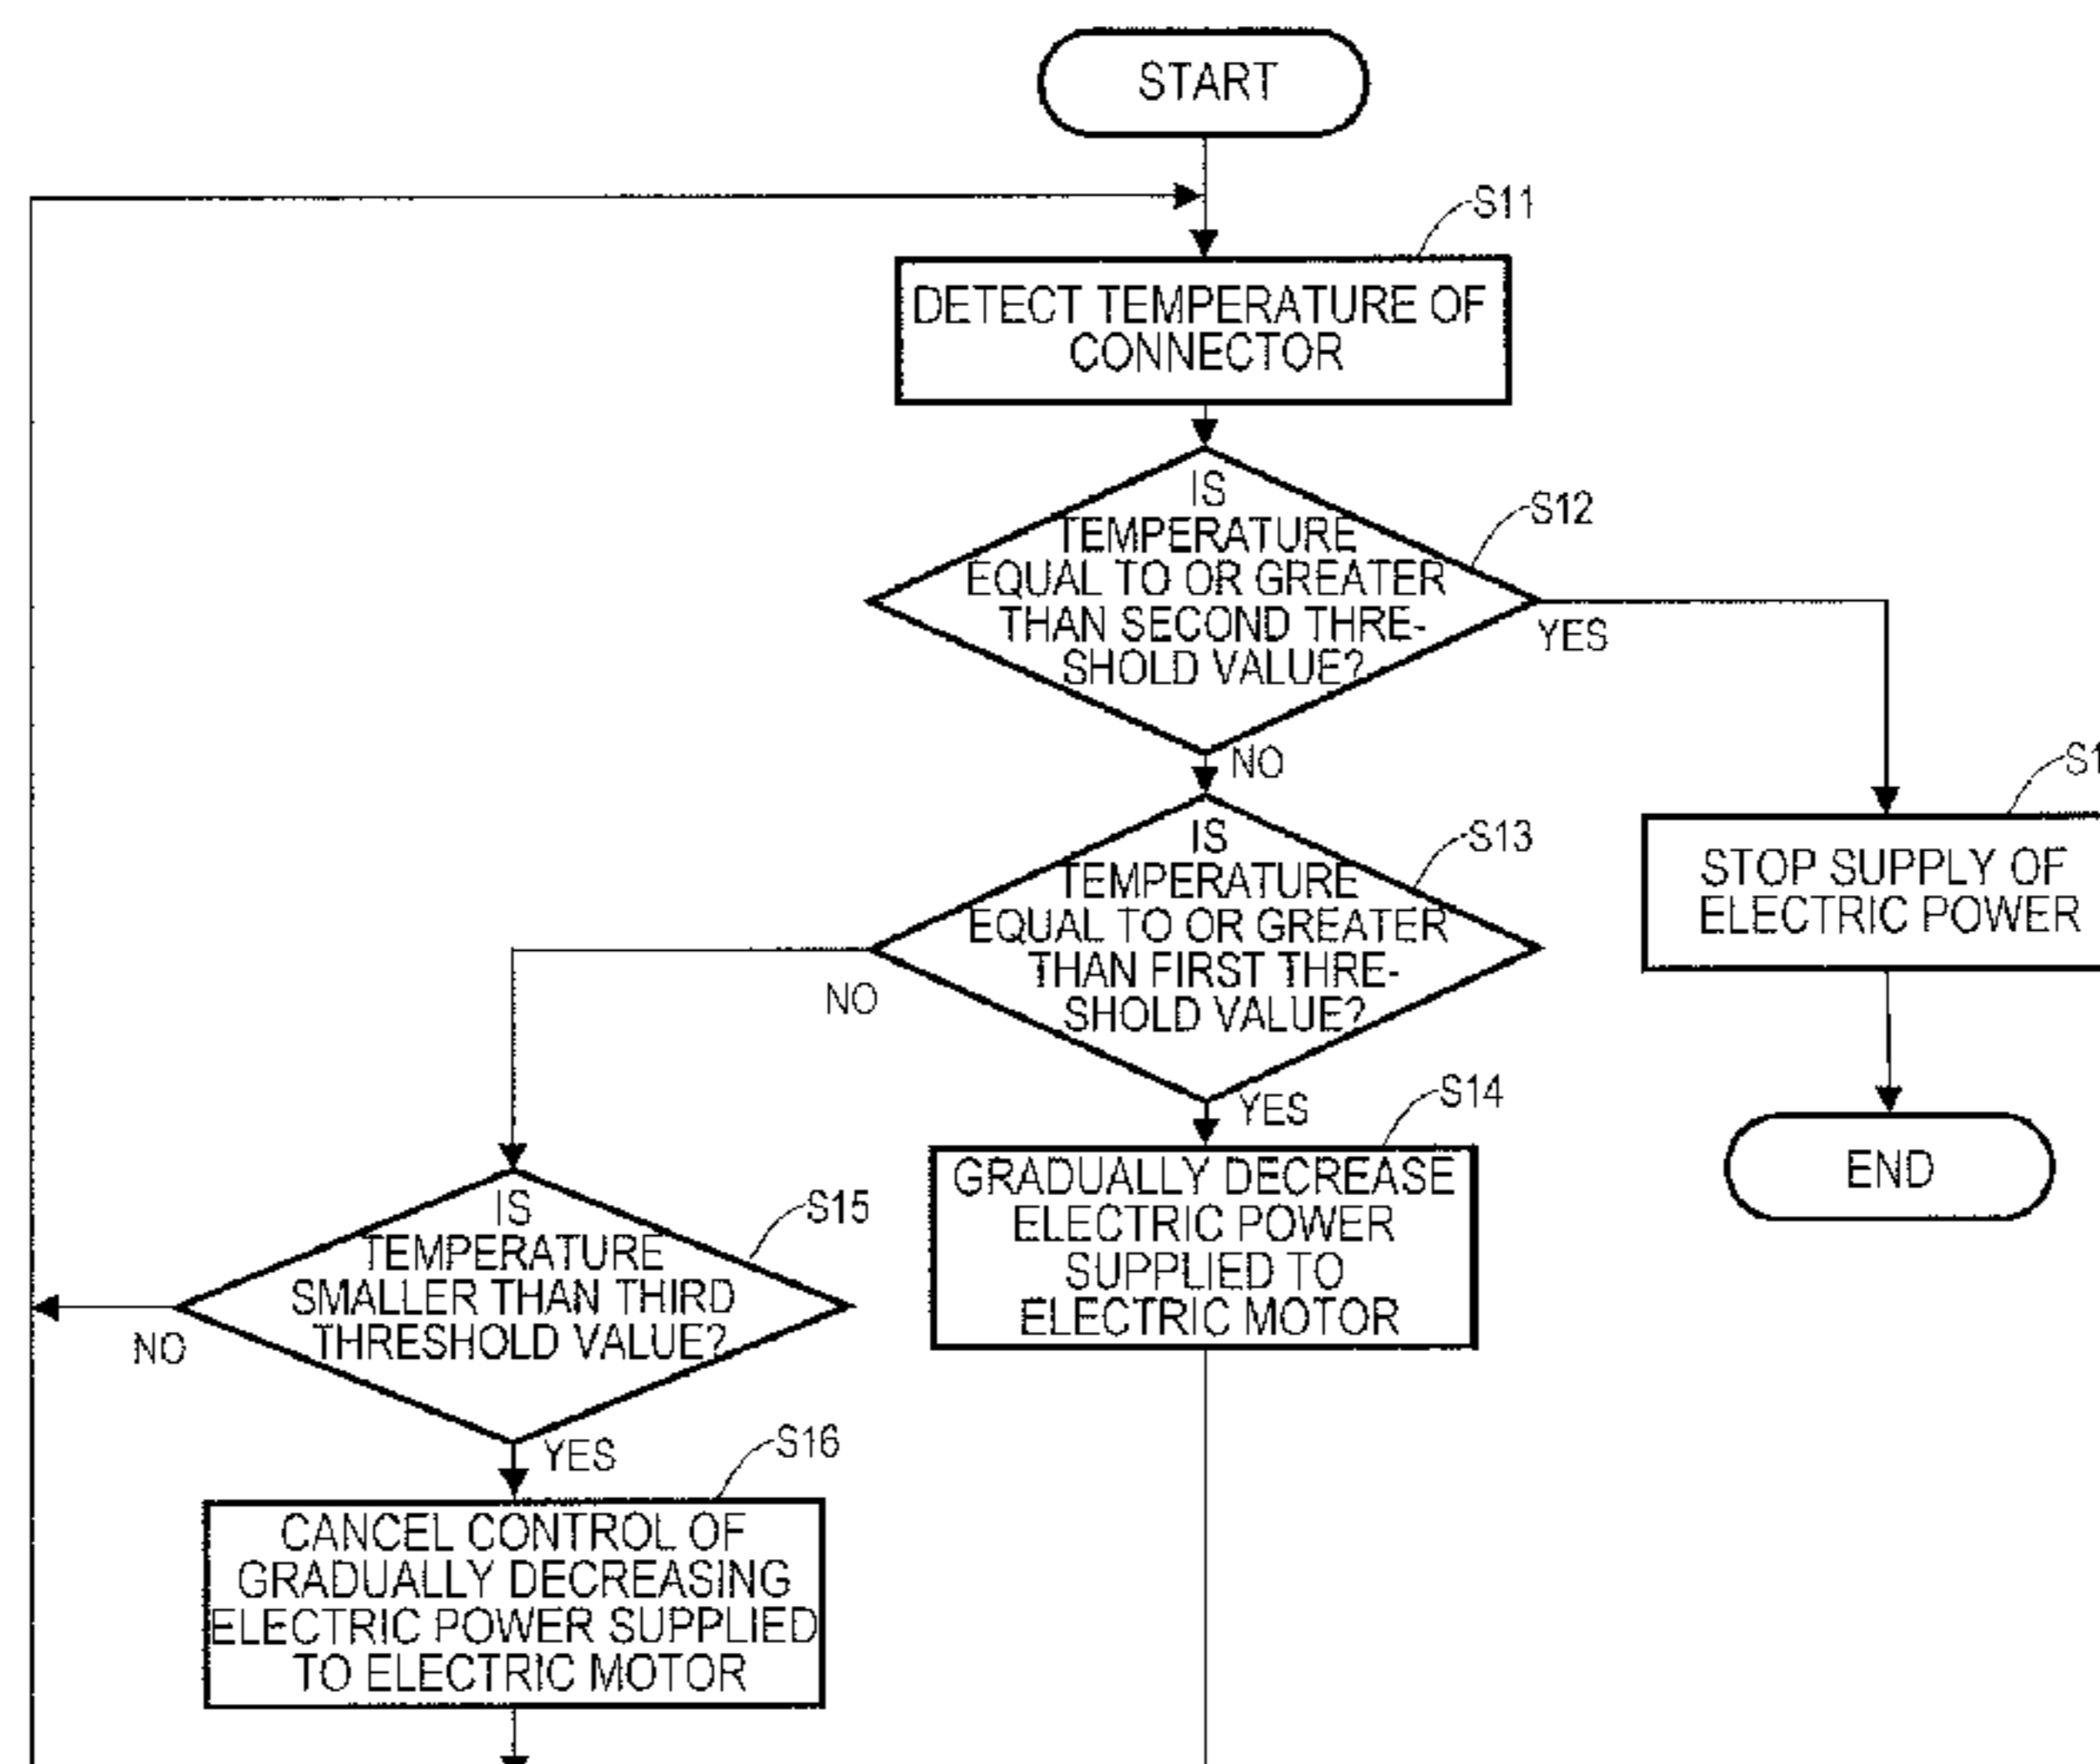 START
S11
DETECT TEMPERATURE OF
CONNECTOR
IS
TEMPERATURE
EQUAL TO OR GREATER
THAN SECOND THRE-
SHOLD VALUE?
S12
YES
NO
IS
TEMPERATURE
EQUAL TO OR GREATER
THAN FIRST THRE-
SHOLD VALUE?
S13
NO
YES
STOP SUPPLY OF
ELECTRIC POWER
END
S14
GRADUALLY DECREASE
ELECTRIC POWER
SUPPLIED TO
ELECTRIC MOTOR
IS
TEMPERATURE
SMALLER THAN THIRD
THRESHOLD VALUE?
S15
NO
YES
S16
CANCEL CONTROL OF
GRADUALLY DECREASING
ELECTRIC POWER SUPPLIED
TO ELECTRIC MOTOR